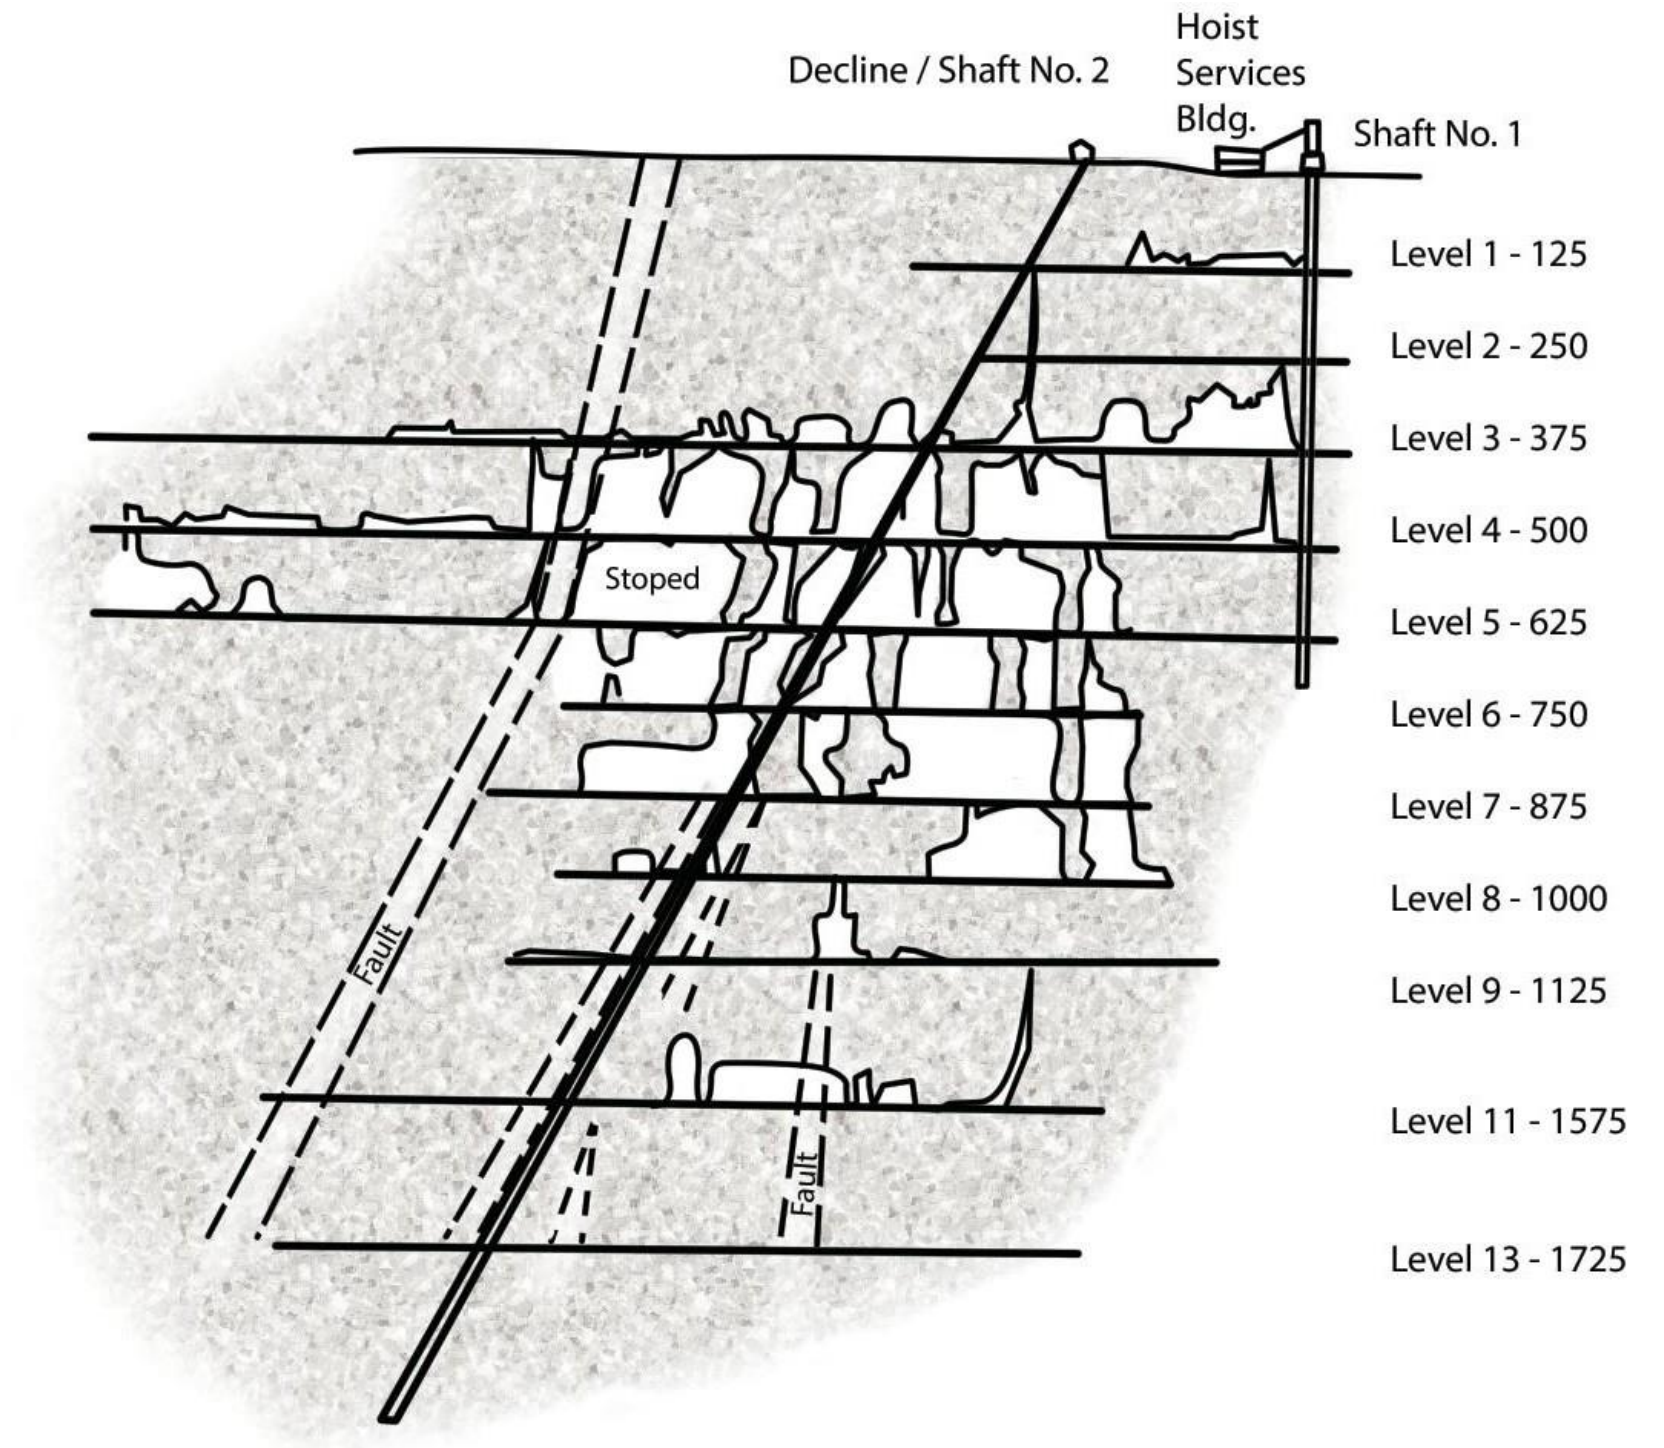 Hoist
Services
Bldg.
Decline / Shaft No. 2
Shaft No. 1
Level 1 - 125
Level 2 - 250
Level 3 - 375
Level 4 - 500
Stoped
Level 5 - 625
Level 6 - 750
Level 7 - 875
Level 8 - 1000
Fault
Level 9 - 1125
Level 11 - 1575
Fault
Level 13 - 1725